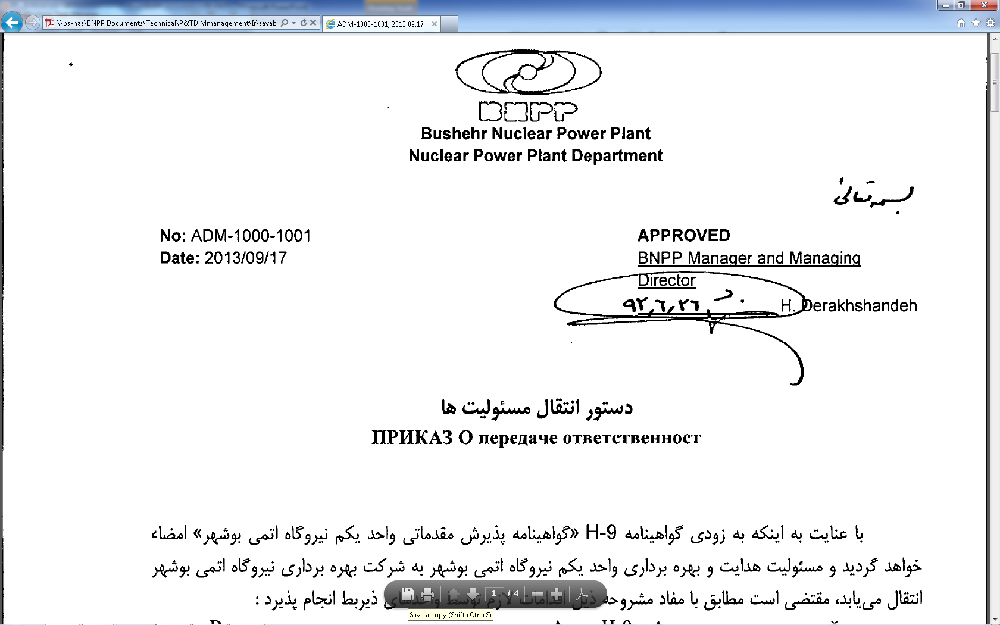 \\ps-nas\BNPP Documents\Technical\P&TD Mmanagement\Ir\savab
ADM-1000-1001, 2013.09.17
BNPP
Bushehr Nuclear Power Plant
Nuclear Power Plant Department
بسمه تعالی
No: ADM-1000-1001
Date: 2013/09/17
APPROVED
BNPP Manager and Managing
Director
۹۲,۶,۲۶
H. Derakhshandeh
دستور انتقال مسئولیت ها
ПРИКАЗ О передаче ответственност
با عنایت به اینکه به زودی گواهینامه H-9 «گواهینامه پذیرش مقدماتی واحد یکم نیروگاه اتمی بوشهر» امضاء
خواهد گردید و مسئولیت هدایت و بهره برداری واحد یکم نیروگاه اتمی بوشهر به شرکت بهره برداری نیروگاه اتمی بوشهر
انتقال می‌یابد، مقتضی است مطابق با مفاد مشروحه ذیل اقدامات لازم توسط واحدهای ذیربط انجام پذیرد :
1 / 4
Save a copy (Shift+Ctrl+S)